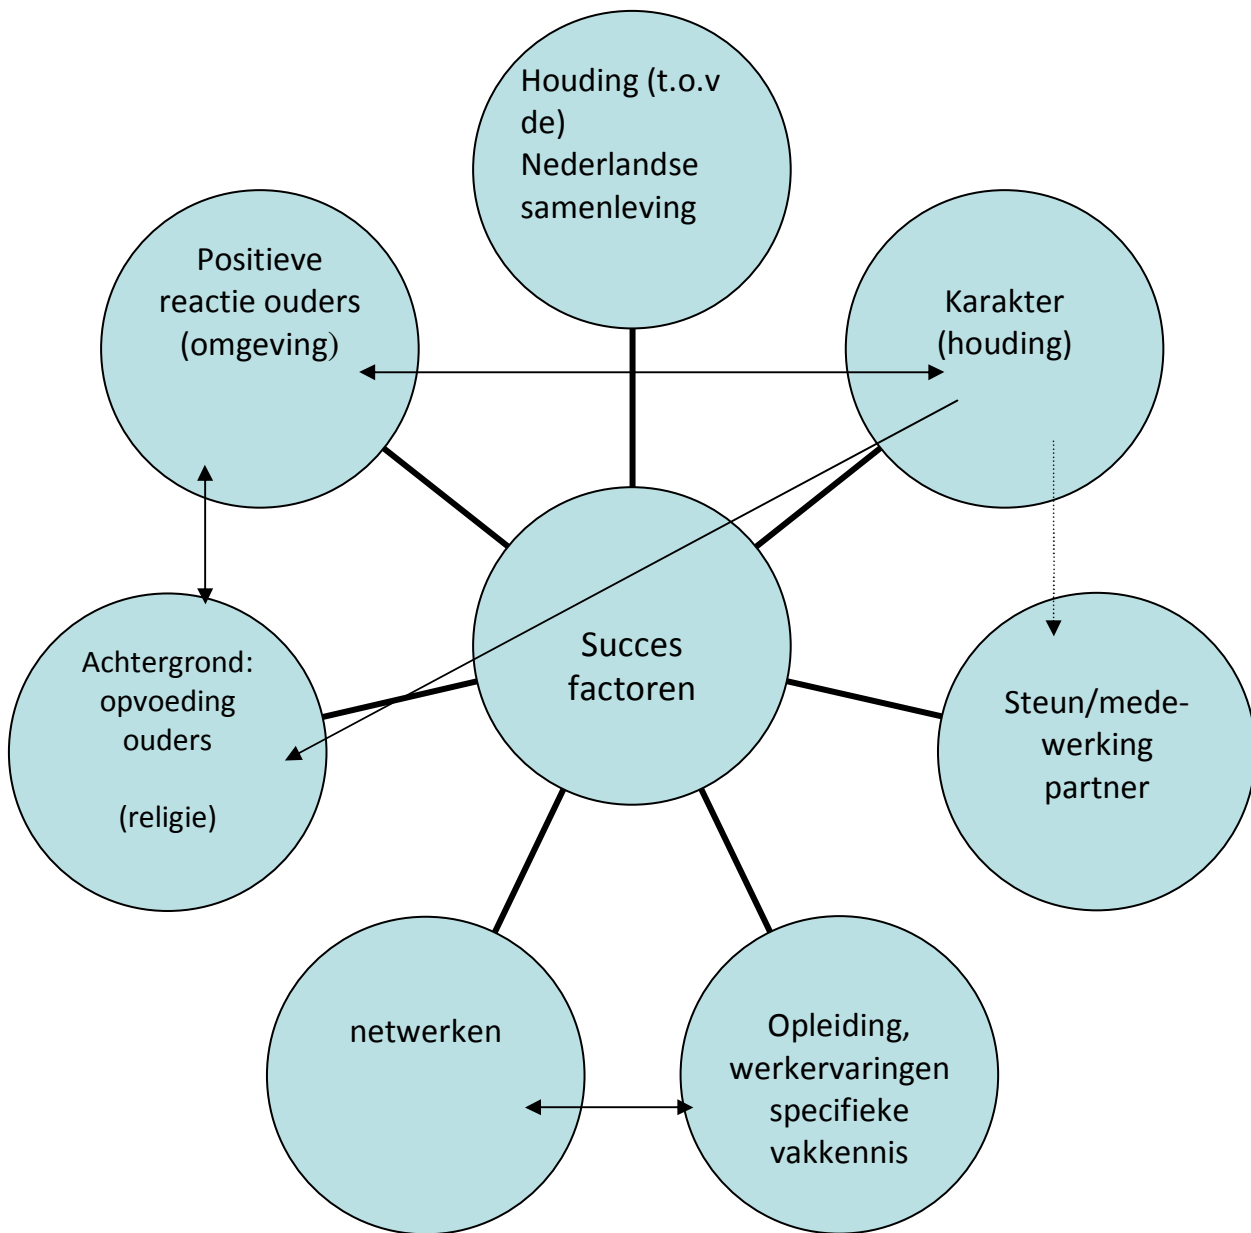 Houding (t.o.v
de)
Nederlandse
samenleving
Positieve
reactie ouders
(omgeving)
Karakter
(houding)
Succes
factoren
Achtergrond:
opvoeding
ouders
(religie)
Steun/mede-
werking
partner
netwerken
Opleiding,
werkervaringen
specifieke
vakkennis